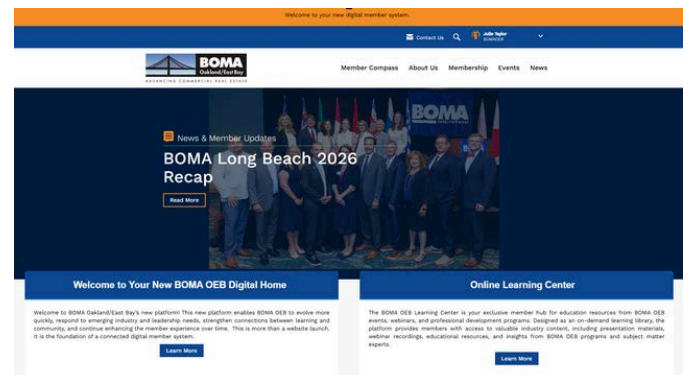 Welcome to your new digital member system.
Contact Us
Julie Taylor
BOMAOEB
BOMA
Oakland/East Bay
ADVANCING COMMERCIAL REAL ESTATE
Member Compass About Us Membership Events News
BOMA
News & Member Updates
BOMA Long Beach 2026
Recap
Read More
Welcome to Your New BOMA OEB Digital Home
Welcome to BOMA Oakland/East Bay's new platform! This new platform enables BOMA OEB to evolve more
quickly, respond to emerging industry and leadership needs, strengthen connections between learning and
community, and continue enhancing the member experience over time. This is more than a website launch.
It is the foundation of a connected digital member system.
Learn More
Online Learning Center
The BOMA OEB Learning Center is your exclusive member hub for education resources from BOMA OEB
events, webinars, and professional development programs. Designed as an on-demand learning library, the
platform provides members with access to valuable industry content, including presentation materials,
webinar recordings, educational resources, and insights from BOMA OEB programs and subject matter
experts.
Learn More